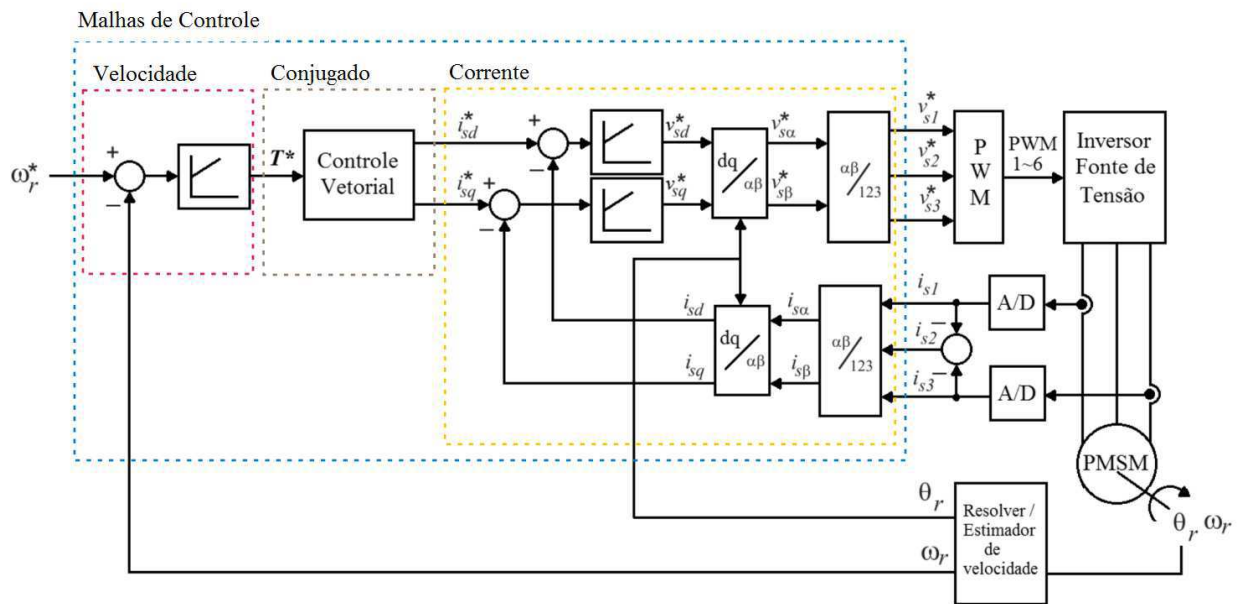 Malhas de Controle
Velocidade
Conjugado
Corrente
ω*r
+
−
T*
Controle
Vetorial
i*sd
i*sq
+
−
+
−
v*sd
v*sq
dq
αβ
v*sα
v*sβ
αβ
123
v*s1
v*s2
v*s3
P
W
M
PWM
1~6
Inversor
Fonte de
Tensão
isd
isq
dq
αβ
isα
isβ
αβ
123
is1
is2
is3
−
−
A/D
A/D
PMSM
θr ωr
θr
ωr
Resolver /
Estimador
de
velocidade